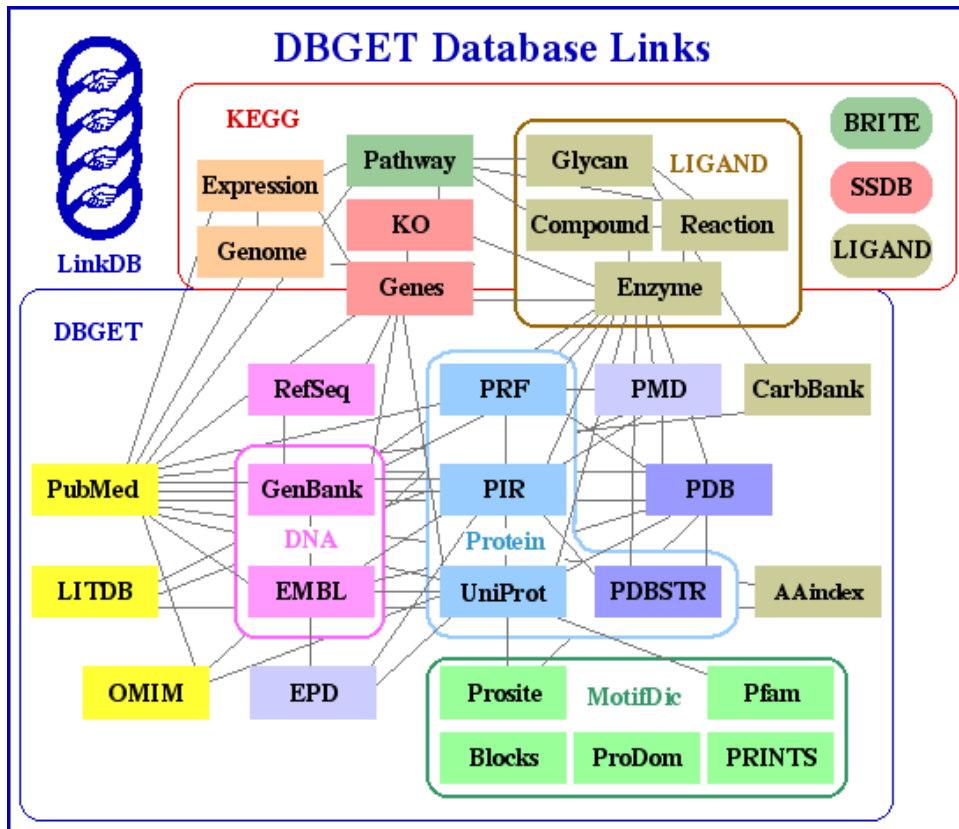 DBGET Database Links
KEGG
BRITE
Pathway
Glycan
LIGAND
Expression
SSDB
KO
Compound
Reaction
Genome
LIGAND
LinkDB
Genes
Enzyme
DBGET
RefSeq
PRF
PMD
CarbBank
PubMed
GenBank
PIR
PDB
DNA
Protein
LITDB
EMBL
UniProt
PDBSTR
AAindex
OMIM
EPD
Prosite
MotifDic
Pfam
Blocks
ProDom
PRINTS